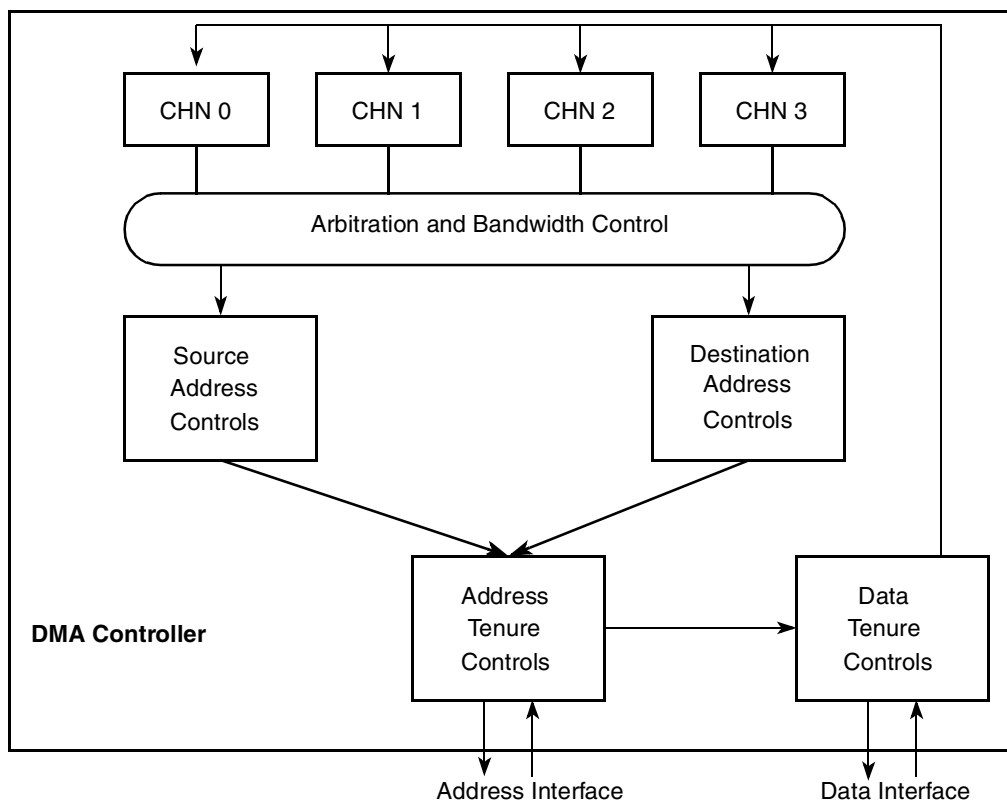 CHN 0
CHN 1
CHN 2
CHN 3
Arbitration and Bandwidth Control
Source
Address
Controls
Destination
Address
Controls
Address
Tenure
Controls
Data
Tenure
Controls
DMA Controller
Address Interface
Data Interface